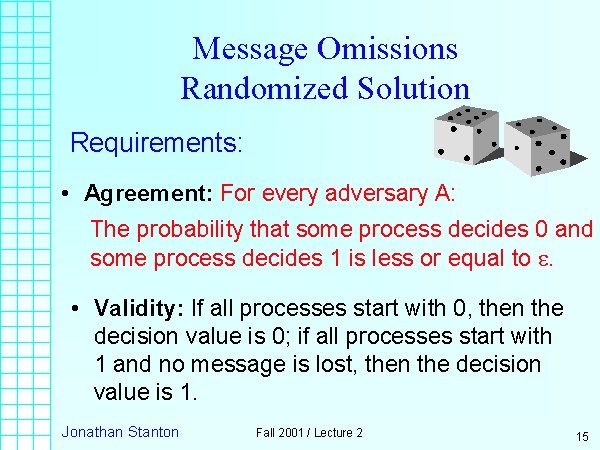 Message Omissions
Randomized Solution
Requirements:
• Agreement: For every adversary A:
The probability that some process decides 0 and
some process decides 1 is less or equal to ε.
• Validity: If all processes start with 0, then the
decision value is 0; if all processes start with
1 and no message is lost, then the decision
value is 1.
Jonathan Stanton Fall 2001 / Lecture 2 15